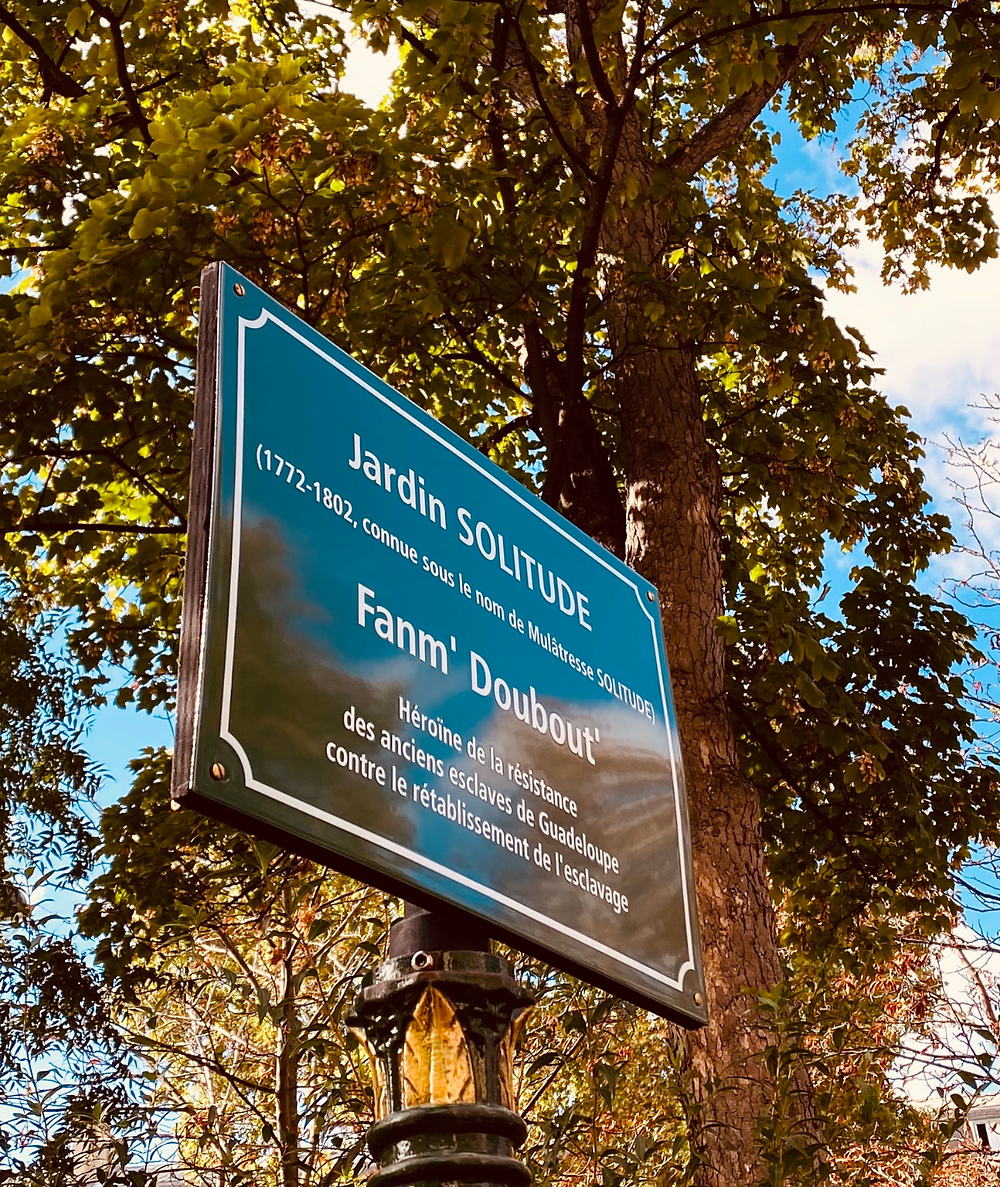 Jardin SOLITUDE
(1772-1802, connue sous le nom de Mulâtresse SOLITUDE)
Fanm' Doubout'
Héroïne de la résistance
des anciens esclaves de Guadeloupe
contre le rétablissement de l'esclavage